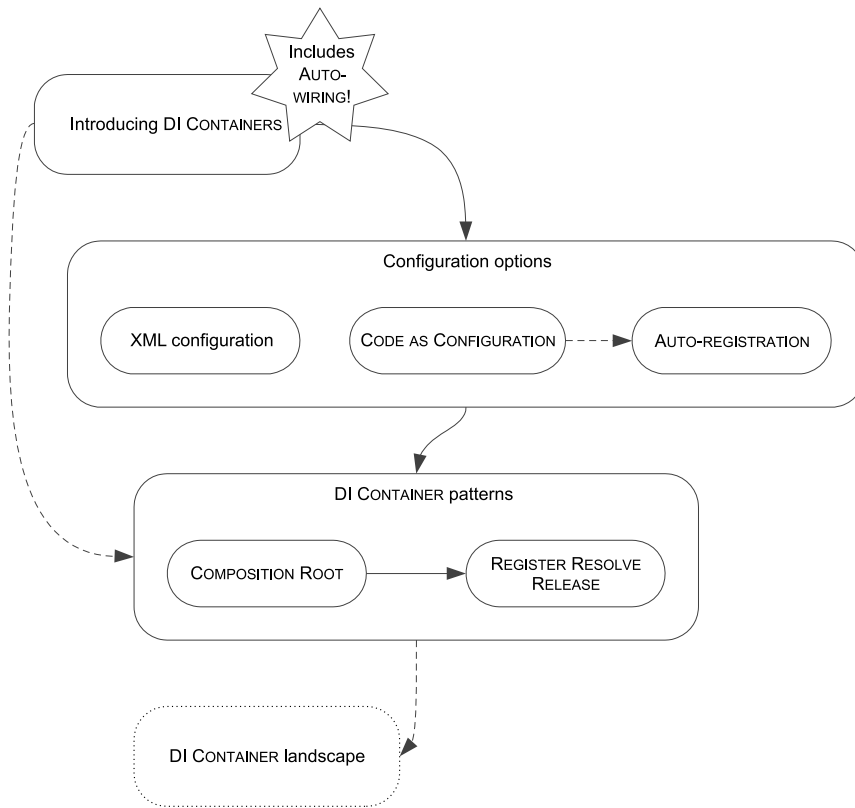 Includes
AUTO-
WIRING!
Introducing DI CONTAINERS
Configuration options
XML configuration
CODE AS CONFIGURATION
AUTO-REGISTRATION
DI CONTAINER patterns
COMPOSITION ROOT
REGISTER RESOLVE
RELEASE
DI CONTAINER landscape